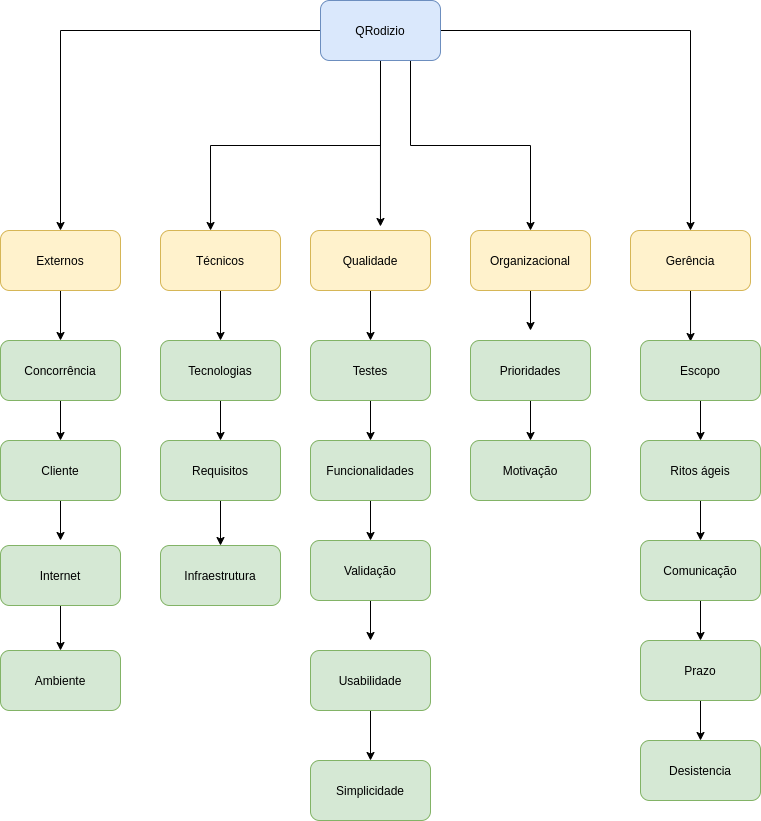 QRodizio
Externos
Técnicos
Qualidade
Organizacional
Gerência
Concorrência
Tecnologias
Testes
Prioridades
Escopo
Cliente
Requisitos
Funcionalidades
Motivação
Ritos ágeis
Internet
Infraestrutura
Validação
Comunicação
Ambiente
Usabilidade
Prazo
Simplicidade
Desistencia